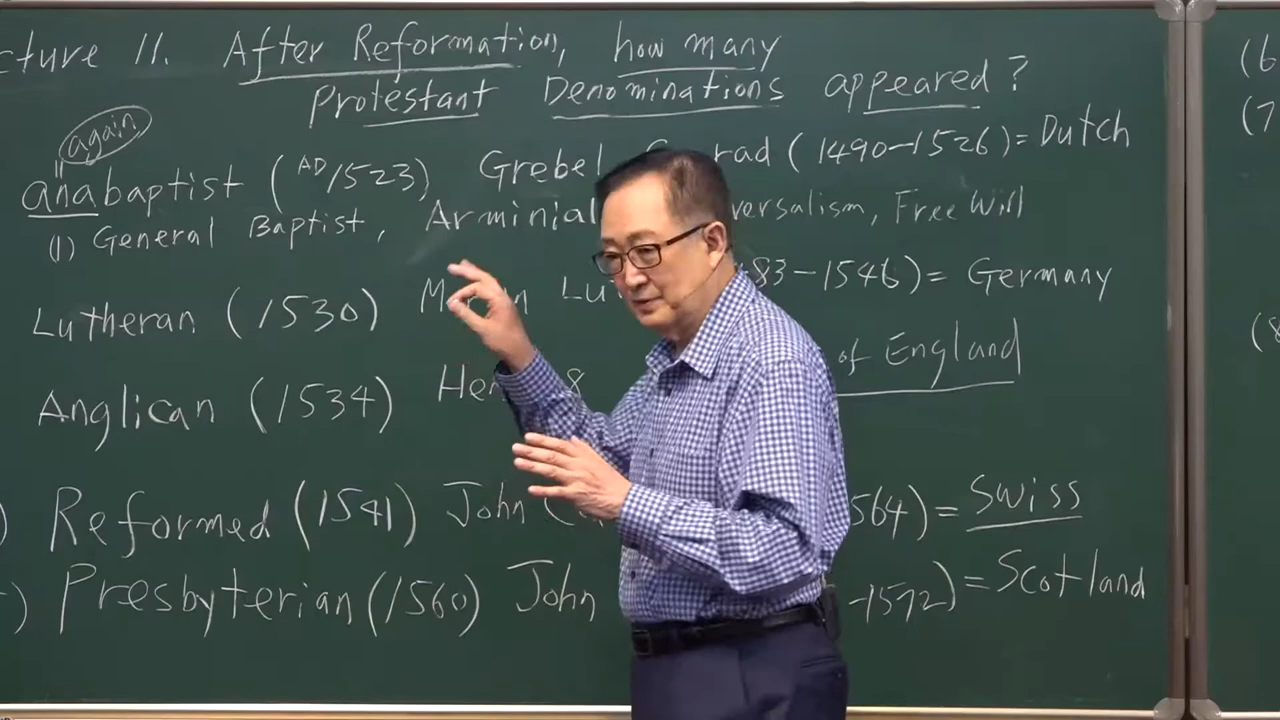 cture 11. After Reformation, how many
Protestant Denominations appeared?
again
anabaptist (AD/1523) Grebel rad (1490-1526)=Dutch
(1) General Baptist, Arminia versalism, Free Will
Lutheran (1530) M n Lu 83-1546)= Germany
Anglican (1534) Hen 8 of England
) Reformed (1541) John 564)=Swiss
) Presbyterian (1560) John -1572)=Scotland
(6
(7
(8